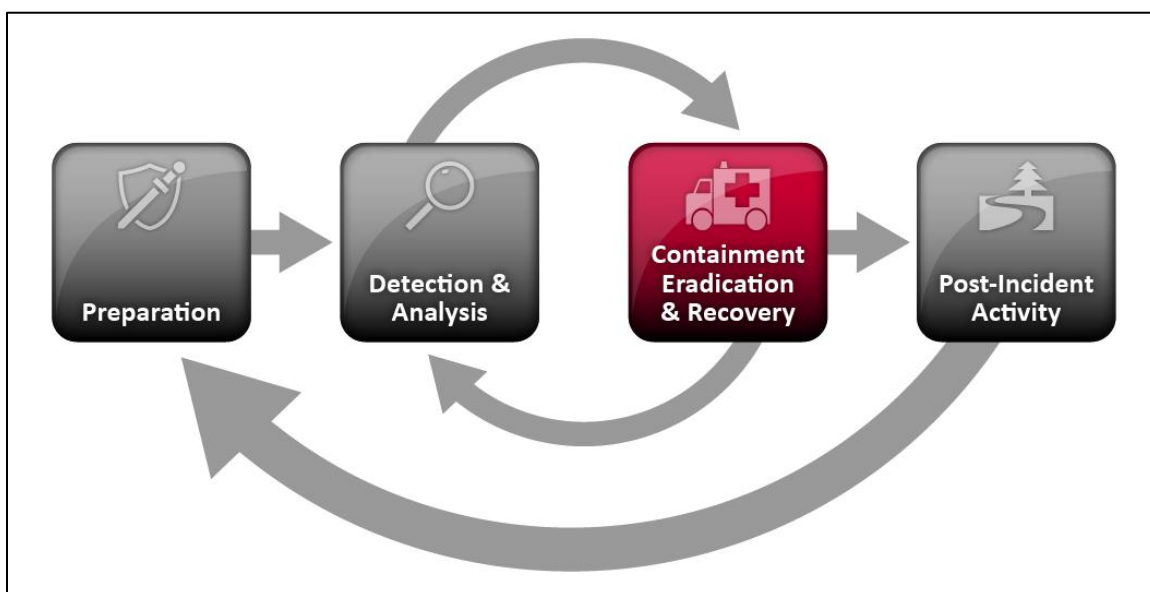 Preparation
Detection &
Analysis
Containment
Eradication
& Recovery
Post-Incident
Activity